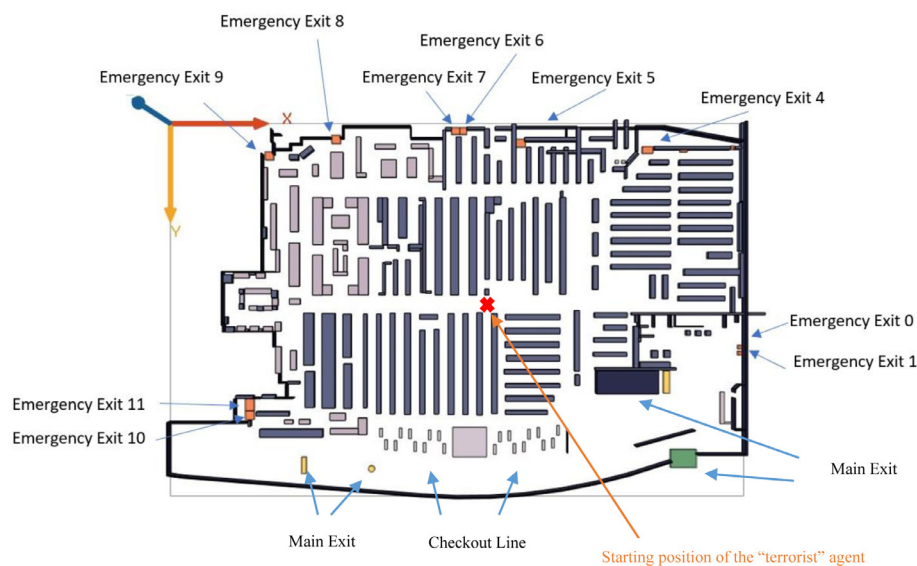 Emergency Exit 8
Emergency Exit 6
Emergency Exit 9
Emergency Exit 7
Emergency Exit 5
Emergency Exit 4
X
Y
Emergency Exit 0
Emergency Exit 1
Emergency Exit 11
Emergency Exit 10
Main Exit
Main Exit
Checkout Line
Starting position of the “terrorist” agent